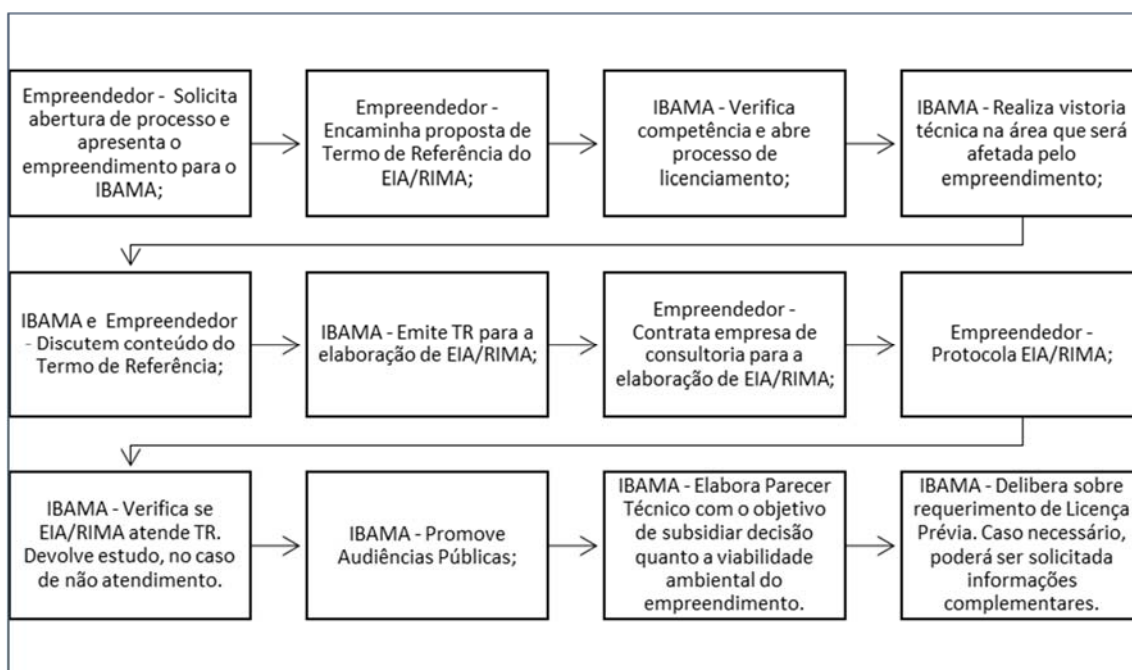 Empreendedor - Solicita
abertura de processo e
apresenta o
empreendimento para o
IBAMA;
Empreendedor -
Encaminha proposta de
Termo de Referência do
EIA/RIMA;
IBAMA - Verifica
competência e abre
processo de
licenciamento;
IBAMA - Realiza vistoria
técnica na área que será
afetada pelo
empreendimento;
IBAMA e Empreendedor
- Discutem conteúdo do
Termo de Referência;
IBAMA - Emite TR para a
elaboração de EIA/RIMA;
Empreendedor -
Contrata empresa de
consultoria para a
elaboração de EIA/RIMA;
Empreendedor -
Protocola EIA/RIMA;
IBAMA - Verifica se
EIA/RIMA atende TR.
Devolve estudo, no caso
de não atendimento.
IBAMA - Promove
Audiências Públicas;
IBAMA - Elabora Parecer
Técnico com o objetivo
de subsidiar decisão
quanto a viabilidade
ambiental do
empreendimento.
IBAMA - Delibera sobre
requerimento de Licença
Prévia. Caso necessário,
poderá ser solicitada
informações
complementares.